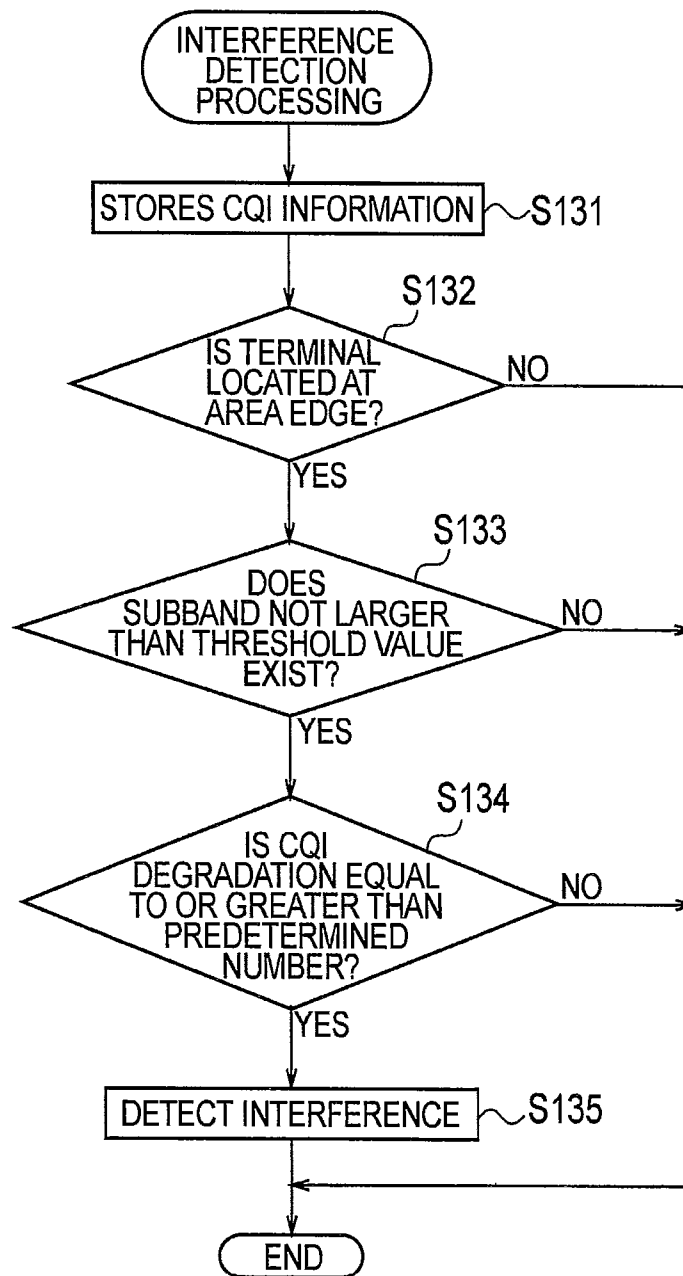 INTERFERENCE
DETECTION
PROCESSING
STORES CQI INFORMATION
S131
S132
IS TERMINAL
LOCATED AT
AREA EDGE?
NO
YES
S133
DOES
SUBBAND NOT LARGER
THAN THRESHOLD VALUE
EXIST?
NO
YES
S134
IS CQI
DEGRADATION EQUAL
TO OR GREATER THAN
PREDETERMINED
NUMBER?
NO
YES
DETECT INTERFERENCE
S135
END